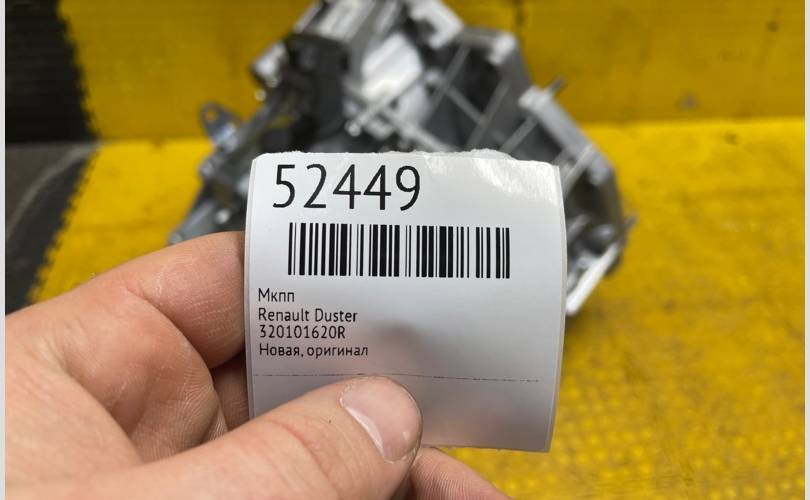 52449
Мкпп
Renault Duster
320101620R
Новая, оригинал